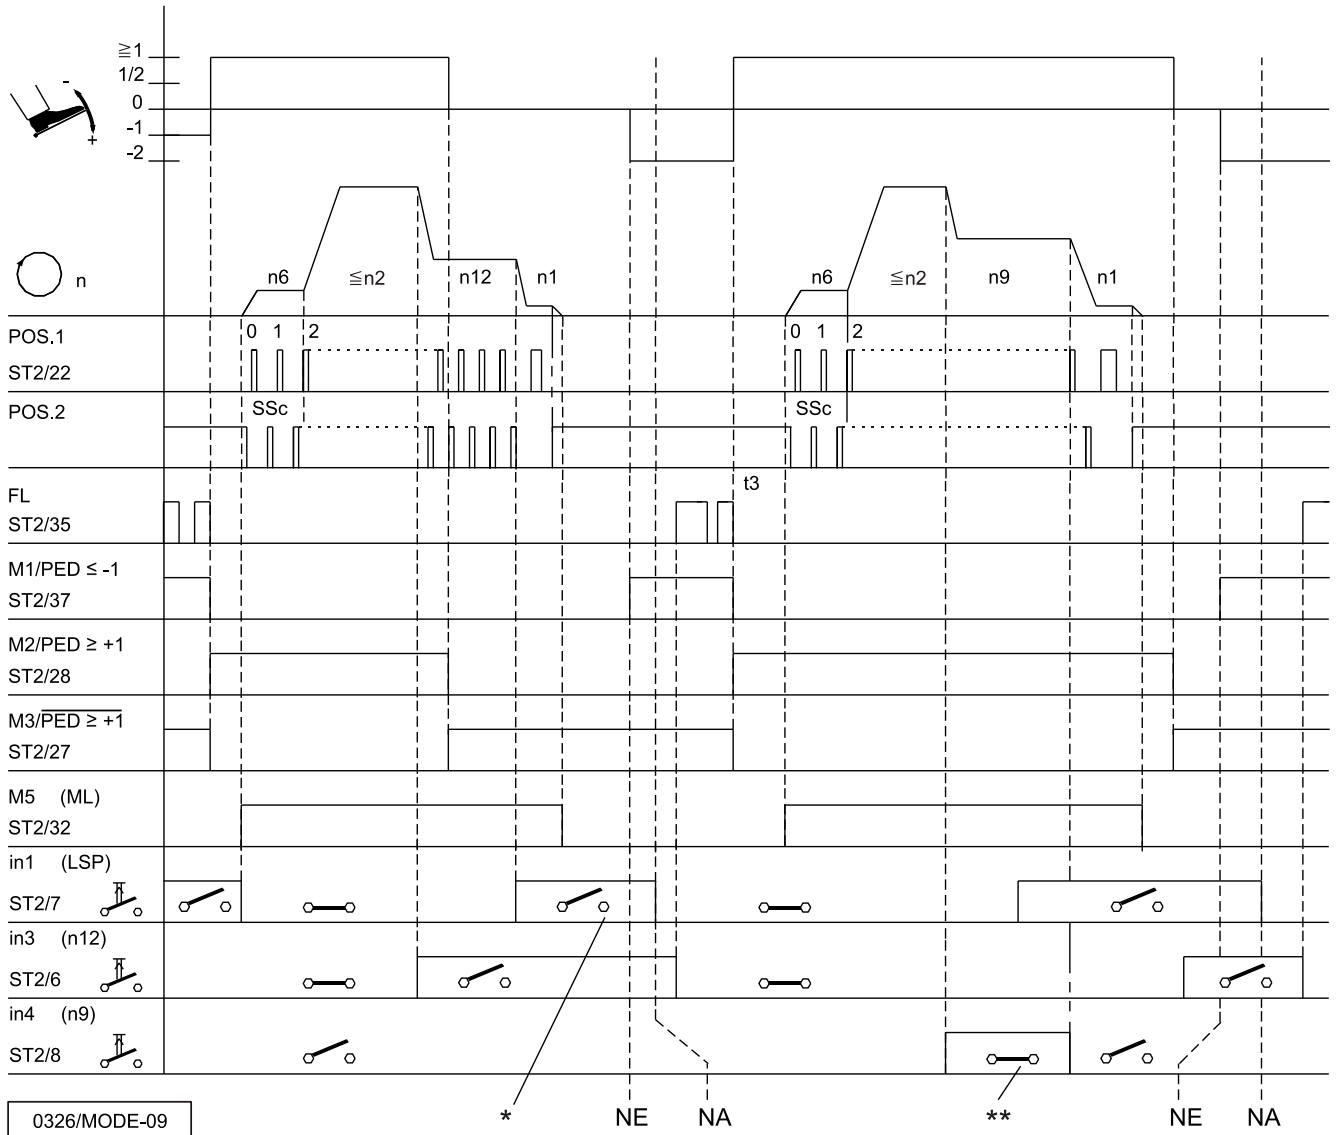 ≧1
1/2
0
-1
-2
-
+
n
n6 ≦n2 n12 n1 n6 ≦n2 n9 n1
POS.1 0 1 2 0 1 2
ST2/22
POS.2 SSc SSc
FL t3
ST2/35
M1/PED ≤ -1
ST2/37
M2/PED ≥ +1
ST2/28
M3/PED ≥ +1
ST2/27
M5 (ML)
ST2/32
in1 (LSP)
ST2/7
in3 (n12)
ST2/6
in4 (n9)
ST2/8
0326/MODE-09 * NE NA ** NE NA